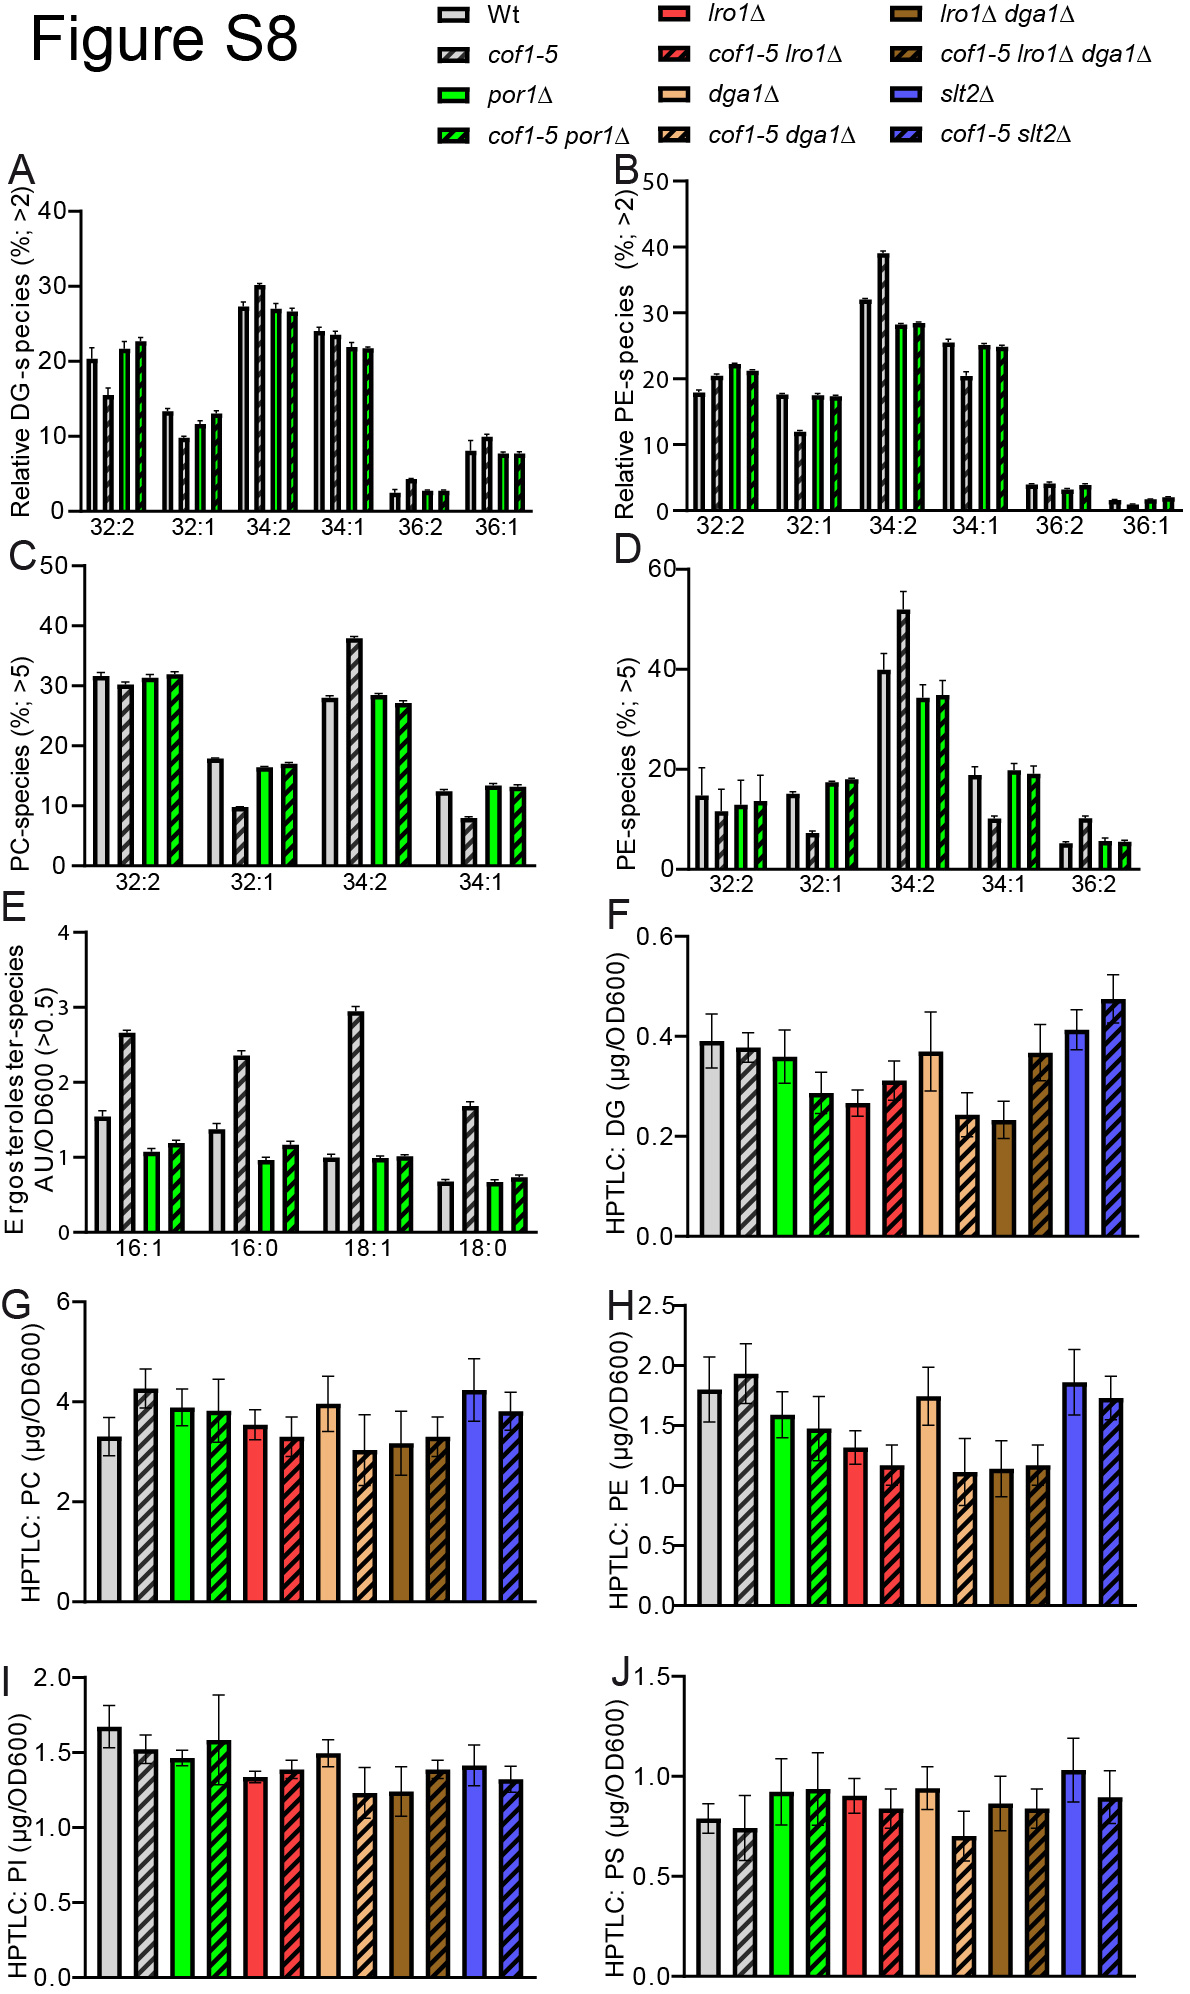 Figure S8
Wt
cof1-5
por1Δ
cof1-5 por1Δ
lro1Δ
cof1-5 lro1Δ
dga1Δ
cof1-5 dga1Δ
lro1Δ dga1Δ
cof1-5 lro1Δ dga1Δ
slt2Δ
cof1-5 slt2Δ
A
Relative DG-species (%; >2)
40
30
20
10
0
32:2 32:1 34:2 34:1 36:2 36:1
B
Relative PE-species (%; >2)
50
40
30
20
10
0
32:2 32:1 34:2 34:1 36:2 36:1
C
PC-species (%; >5)
50
40
30
20
10
0
32:2 32:1 34:2 34:1
D
PE-species (%; >5)
60
40
20
0
32:2 32:1 34:2 34:1 36:2
E
Ergosterolester-species
AU/OD600 (>0.5)
4
3
2
1
0
16:1 16:0 18:1 18:0
F
HPTLC: DG (µg/OD600)
0.6
0.4
0.2
0.0
G
HPTLC: PC (µg/OD600)
6
4
2
0
H
HPTLC: PE (µg/OD600)
2.5
2.0
1.5
1.0
0.5
0.0
I
HPTLC: PI (µg/OD600)
2.0
1.5
1.0
0.5
0.0
J
HPTLC: PS (µg/OD600)
1.5
1.0
0.5
0.0